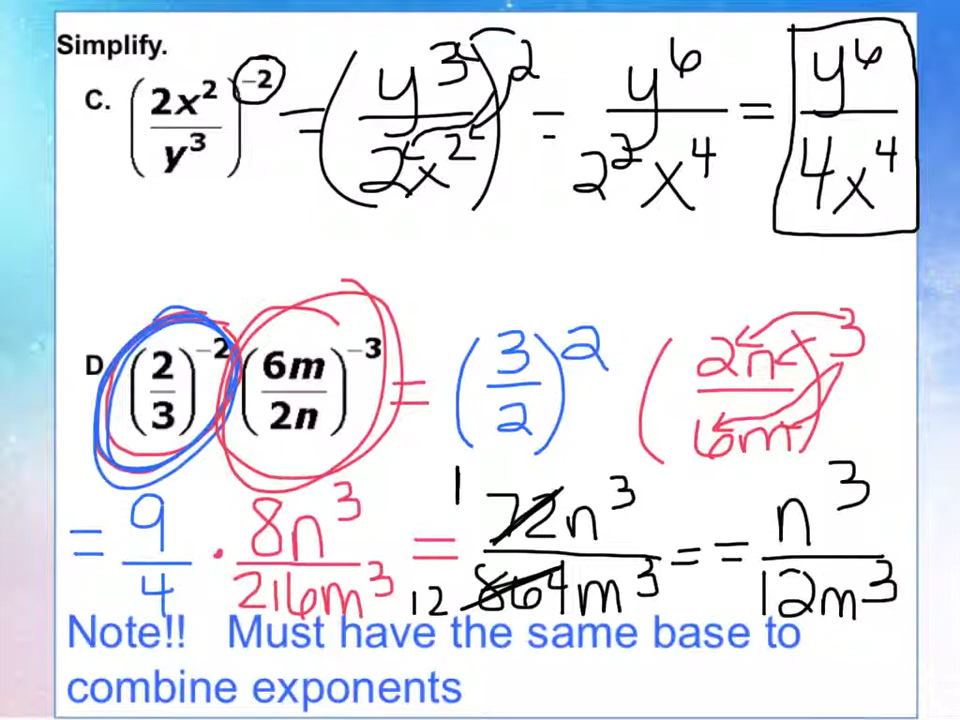 Simplify.
C. (2x²/y³)⁻² = (y³/2x²)² = y⁶/2²x⁴ = y⁶/4x⁴
D (2/3)⁻² (6m/2n)⁻³ = (3/2)² (2n/6m)³
= 9/4 · 8n³/216m³ = 1 72n³/12 864m³ = = n³/12m³
Note!! Must have the same base to
combine exponents